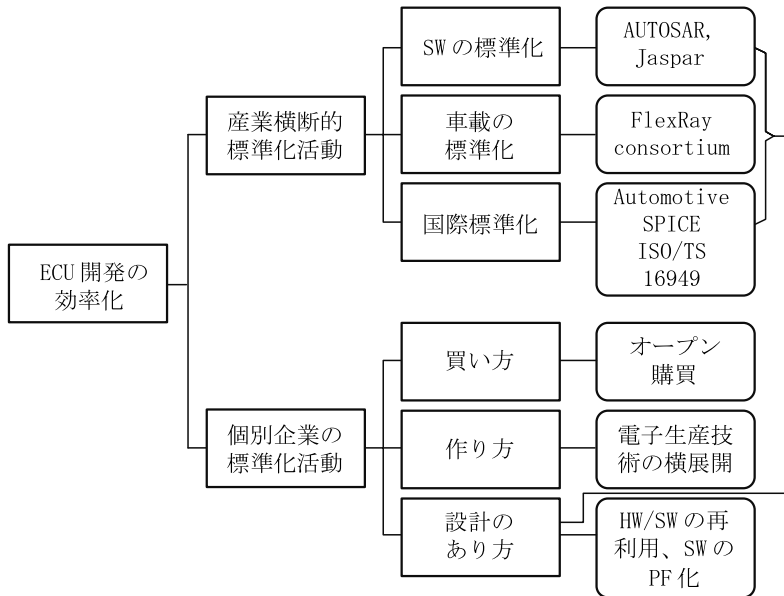 ECU開発の
効率化
産業横断的
標準化活動
SWの標準化
AUTOSAR,
Jaspar
車載の
標準化
FlexRay
consortium
国際標準化
Automotive
SPICE
ISO/TS
16949
個別企業の
標準化活動
買い方
オープン
購買
作り方
電子生産技
術の横展開
設計の
あり方
HW/SWの再
利用、SWの
PF化